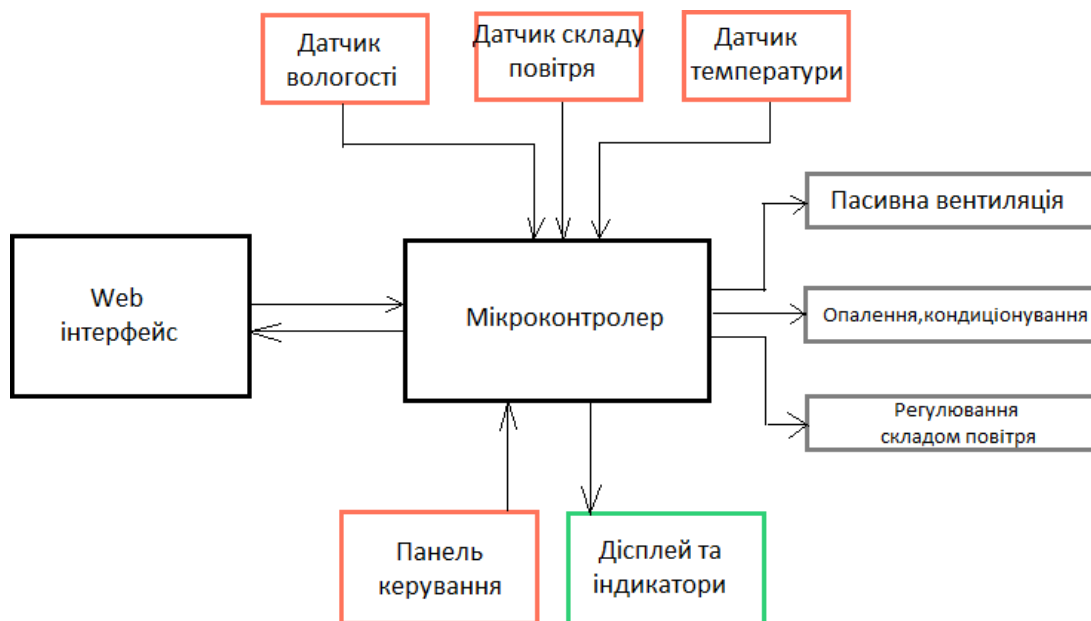 Датчик
вологості
Датчик складу
повітря
Датчик
температури
Пасивна вентиляція
Web
інтерфейс
Мікроконтролер
Опалення,кондиціонування
Регулювання
складом повітря
Панель
керування
Дісплей та
індикатори